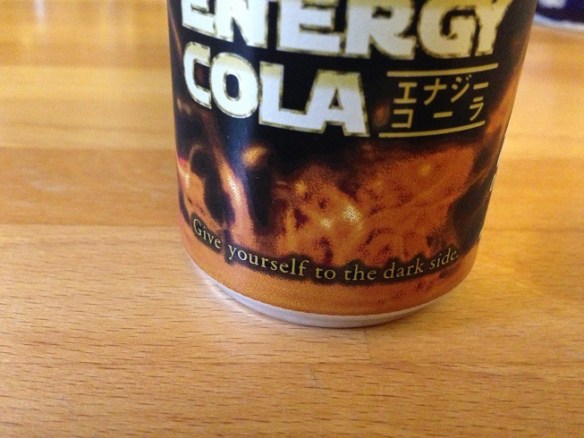 ENERGY
COLA
エナジー
コーラ
Give yourself to the dark side.